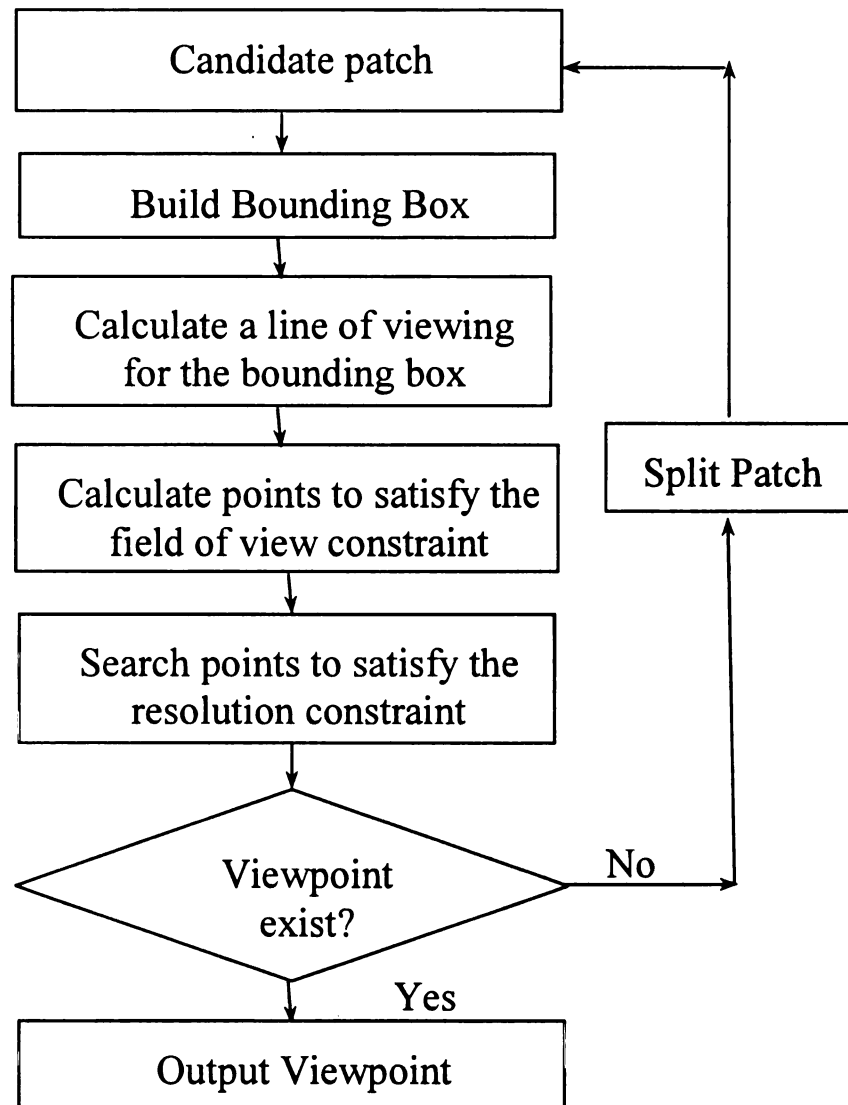 Candidate patch
Build Bounding Box
Calculate a line of viewing
for the bounding box
Calculate points to satisfy the
field of view constraint
Split Patch
Search points to satisfy the
resolution constraint
Viewpoint
exist?
No
Yes
Output Viewpoint